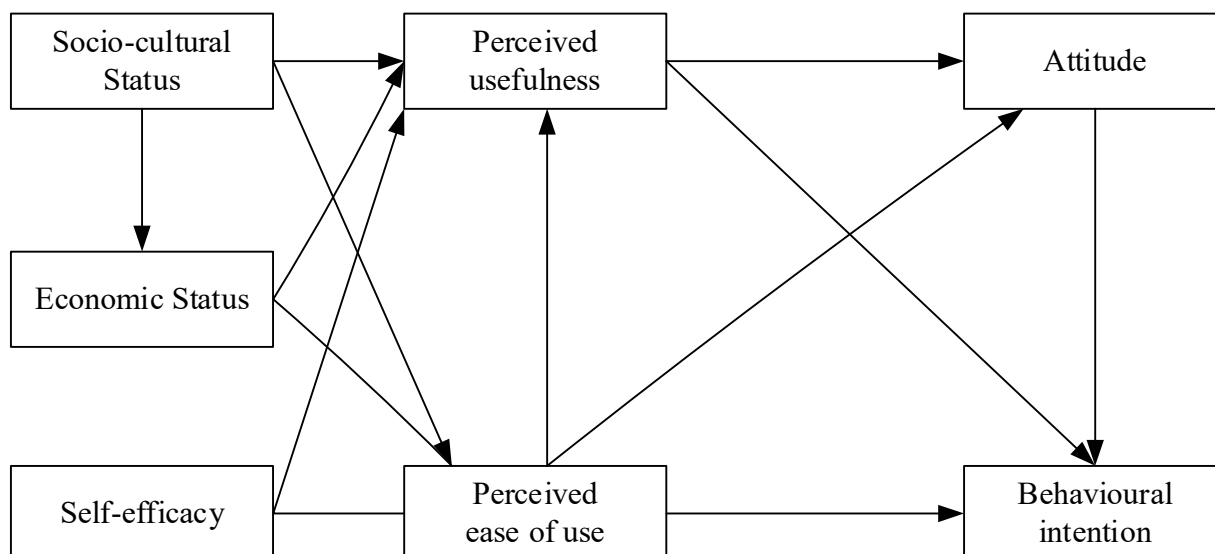 Socio-cultural
Status
Perceived
usefulness
Attitude
Economic Status
Self-efficacy
Perceived
ease of use
Behavioural
intention